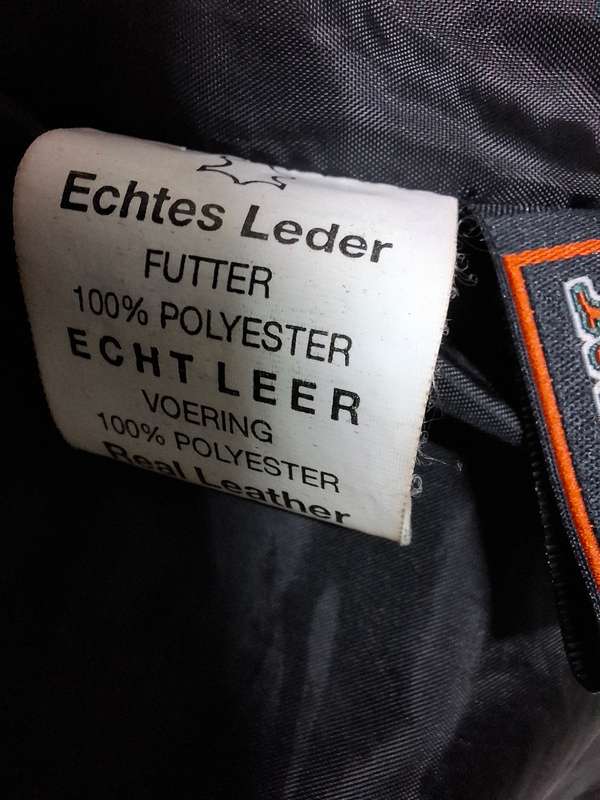 Echtes Leder
FUTTER
100% POLYESTER
ECHT LEER
VOERING
100% POLYESTER
Real Leather